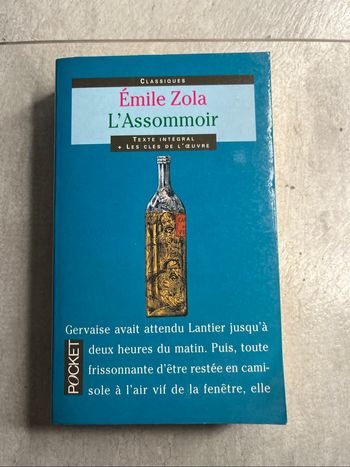 CLASSIQUES
Émile Zola
L'Assommoir
TEXTE INTÉGRAL
+ LES CLÉS DE L'ŒUVRE
Gervaise avait attendu Lantier jusqu'à
deux heures du matin. Puis, toute
frissonnante d'être restée en cami-
sole à l'air vif de la fenêtre, elle
POCKET